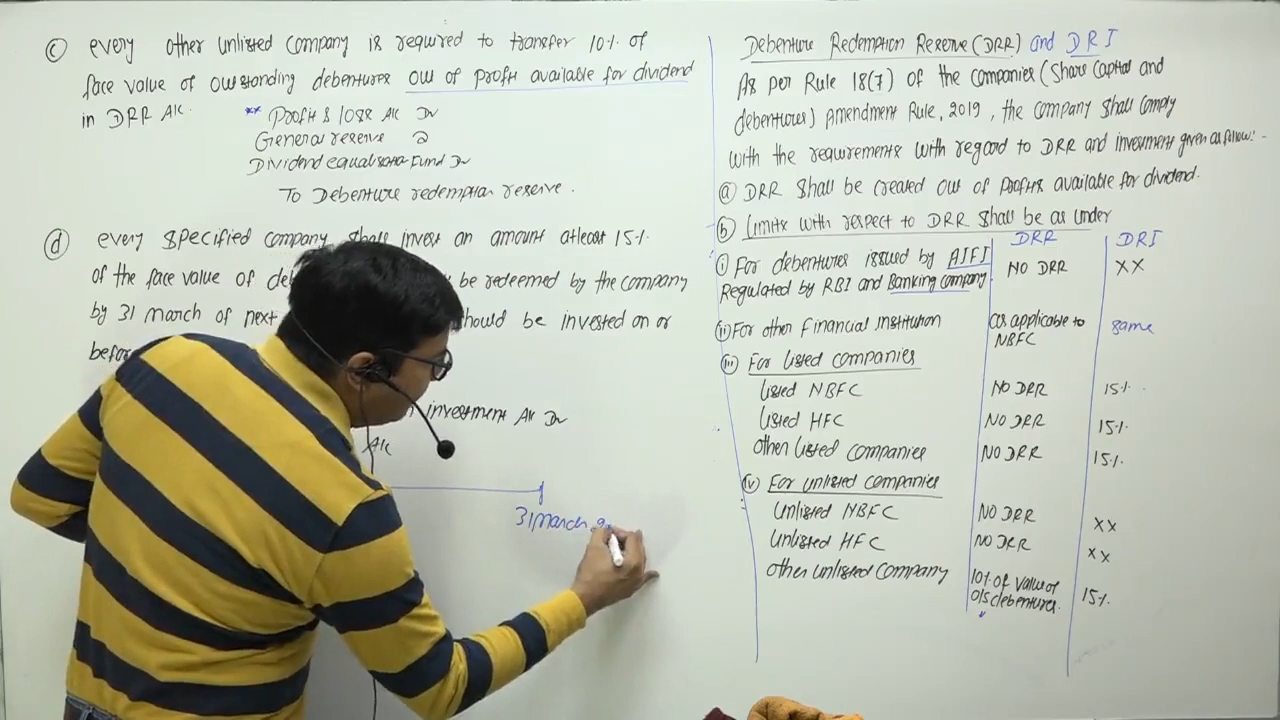 © every other unlisted Company is required to transfer 10% of
face value of outstanding debentures out of profit available for dividend
in DRR A/c.
** Profit & loss A/c Dr
General reserve
Dividend equalisation Fund Dr
To Debenture redemption reserve.
(d) every specified company shall invest an amount atleast 15%
of the face value of be redeemed by the company
by 31 march of next should be invested on or
investment A/c Dr
A/c
31 March
Debenture Redemption Reserve (DRR) and DRI
As per Rule 18(7) of the companies (Share Capital and
debentures) Amendment Rule, 2019, the company shall comply
with the requirements with regard to DRR and investment given as follow:-
(a) DRR shall be created out of profits available for dividend.
(b) Limits with respect to DRR shall be as under
DRR DRI
(i) For debentures issued by AIFI
Regulated by RBI and Banking company NO DRR XX
(ii) For other Financial Institution as applicable to
NBFC same
(iii) For listed companies
listed NBFC NO DRR 15%
listed HFC NO DRR 15%
other listed companies NO DRR 15%
(iv) For unlisted companies
Unlisted NBFC NO DRR XX
unlisted HFC NO DRR XX
other unlisted Company 10% of value of
o/s debentures. 15%